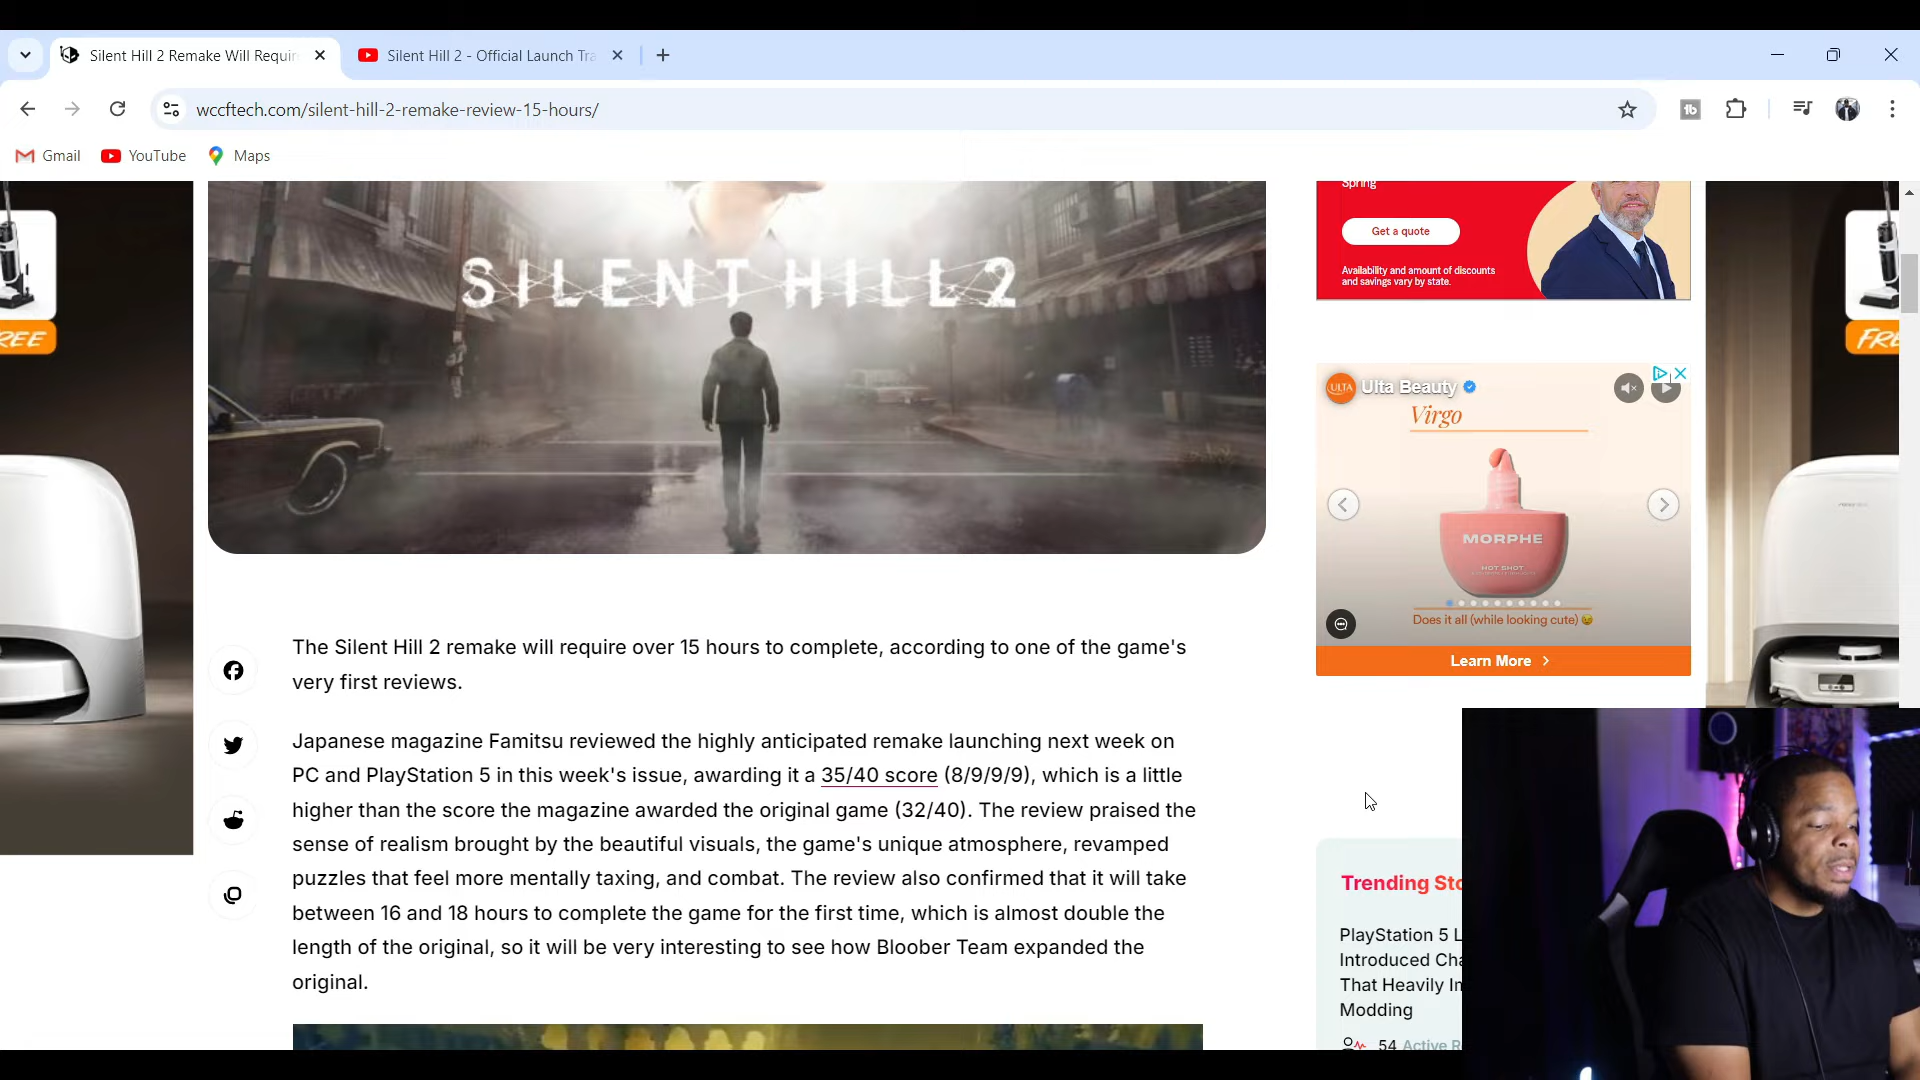 Silent Hill 2 Remake Will Requir
Silent Hill 2 - Official Launch Tra
wccftech.com/silent-hill-2-remake-review-15-hours/
Gmail
YouTube
Maps
Spring
Get a quote
Availability and amount of discounts
and savings vary by state.
SILENT HILL 2
REE
FRE
ULTA
Ulta Beauty
Virgo
MORPHE
HOT SHOT
Does it all (while looking cute)
Learn More
The Silent Hill 2 remake will require over 15 hours to complete, according to one of the game's
very first reviews.
Japanese magazine Famitsu reviewed the highly anticipated remake launching next week on
PC and PlayStation 5 in this week's issue, awarding it a 35/40 score (8/9/9/9), which is a little
higher than the score the magazine awarded the original game (32/40). The review praised the
sense of realism brought by the beautiful visuals, the game's unique atmosphere, revamped
puzzles that feel more mentally taxing, and combat. The review also confirmed that it will take
between 16 and 18 hours to complete the game for the first time, which is almost double the
length of the original, so it will be very interesting to see how Bloober Team expanded the
original.
Trending Sto
PlayStation 5 L
Introduced Cha
That Heavily In
Modding
54 Active R